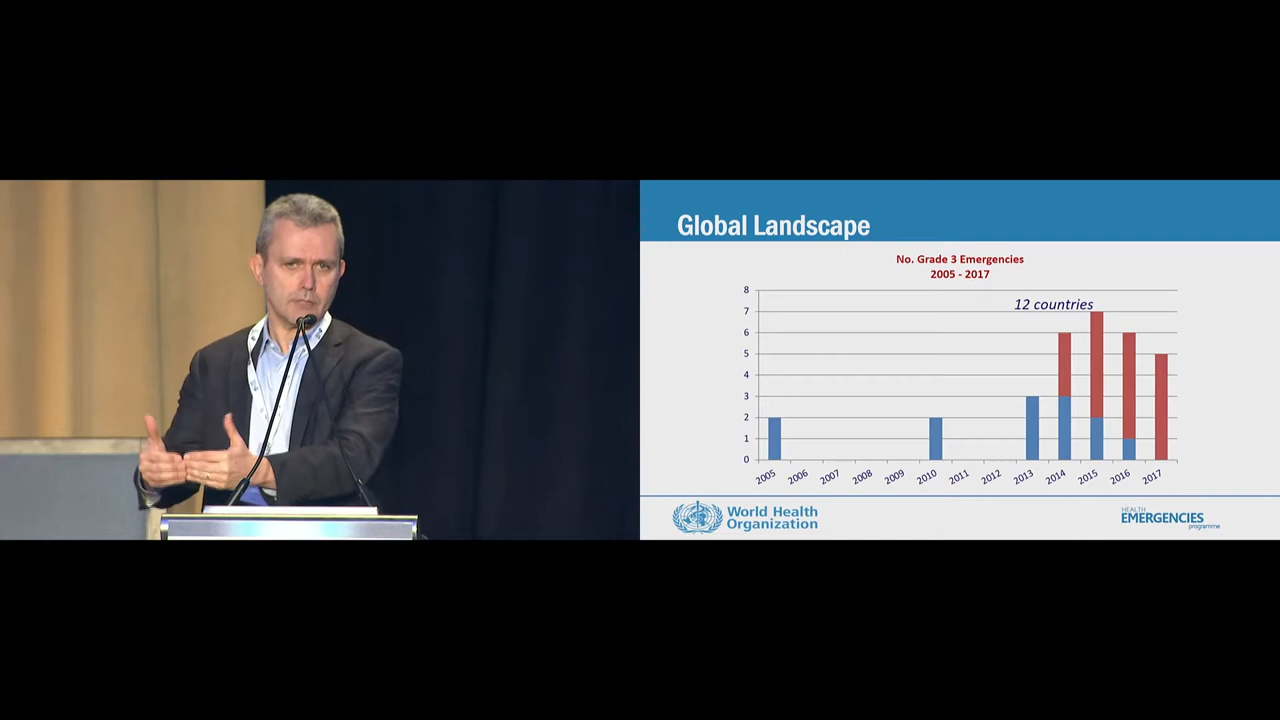 Global Landscape
No. Grade 3 Emergencies
2005 - 2017
12 countries
8
7
6
5
4
3
2
1
0
2005 2006 2007 2008 2009 2010 2011 2012 2013 2014 2015 2016 2017
World Health
Organization
HEALTH
EMERGENCIES
programme